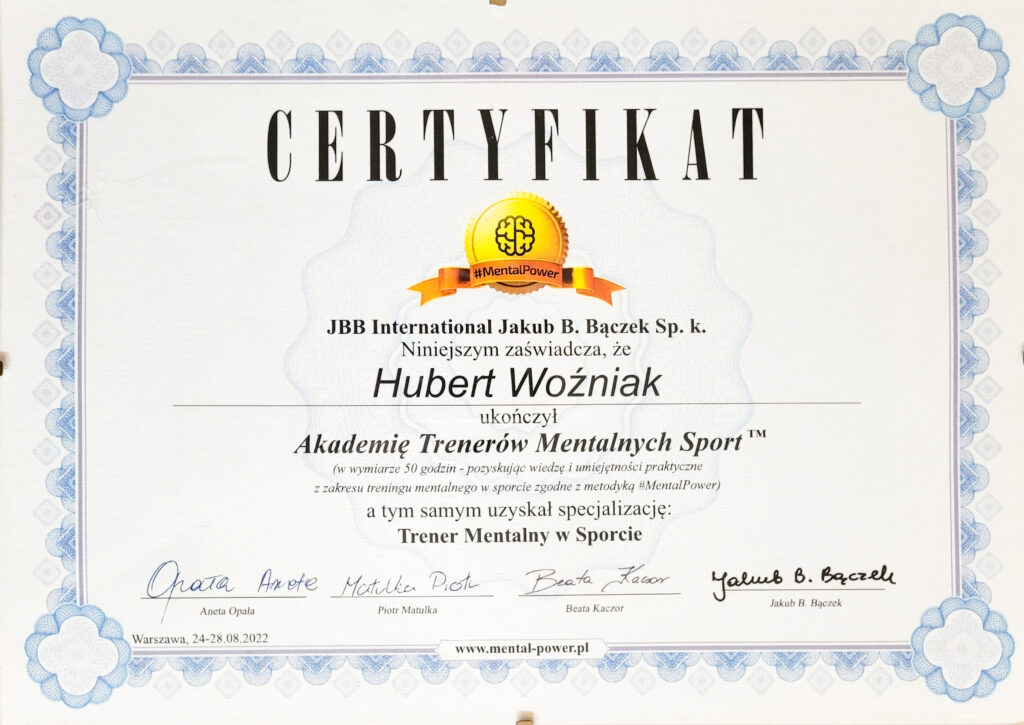 CERTYFIKAT
#MentalPower
JBB International Jakub B. Bączek Sp. k.
Niniejszym zaświadcza, że
Hubert Woźniak
ukończył
Akademię Trenerów Mentalnych Sport™
(w wymiarze 50 godzin - pozyskując wiedzę i umiejętności praktyczne
z zakresu treningu mentalnego w sporcie zgodne z metodyką #MentalPower)
a tym samym uzyskał specjalizację:
Trener Mentalny w Sporcie
Opała Aneta Matulka Piotr Beata Kaczor Jakub B. Bączek
Aneta Opała Piotr Matulka Beata Kaczor Jakub B. Bączek
Warszawa, 24-28.08.2022
www.mental-power.pl